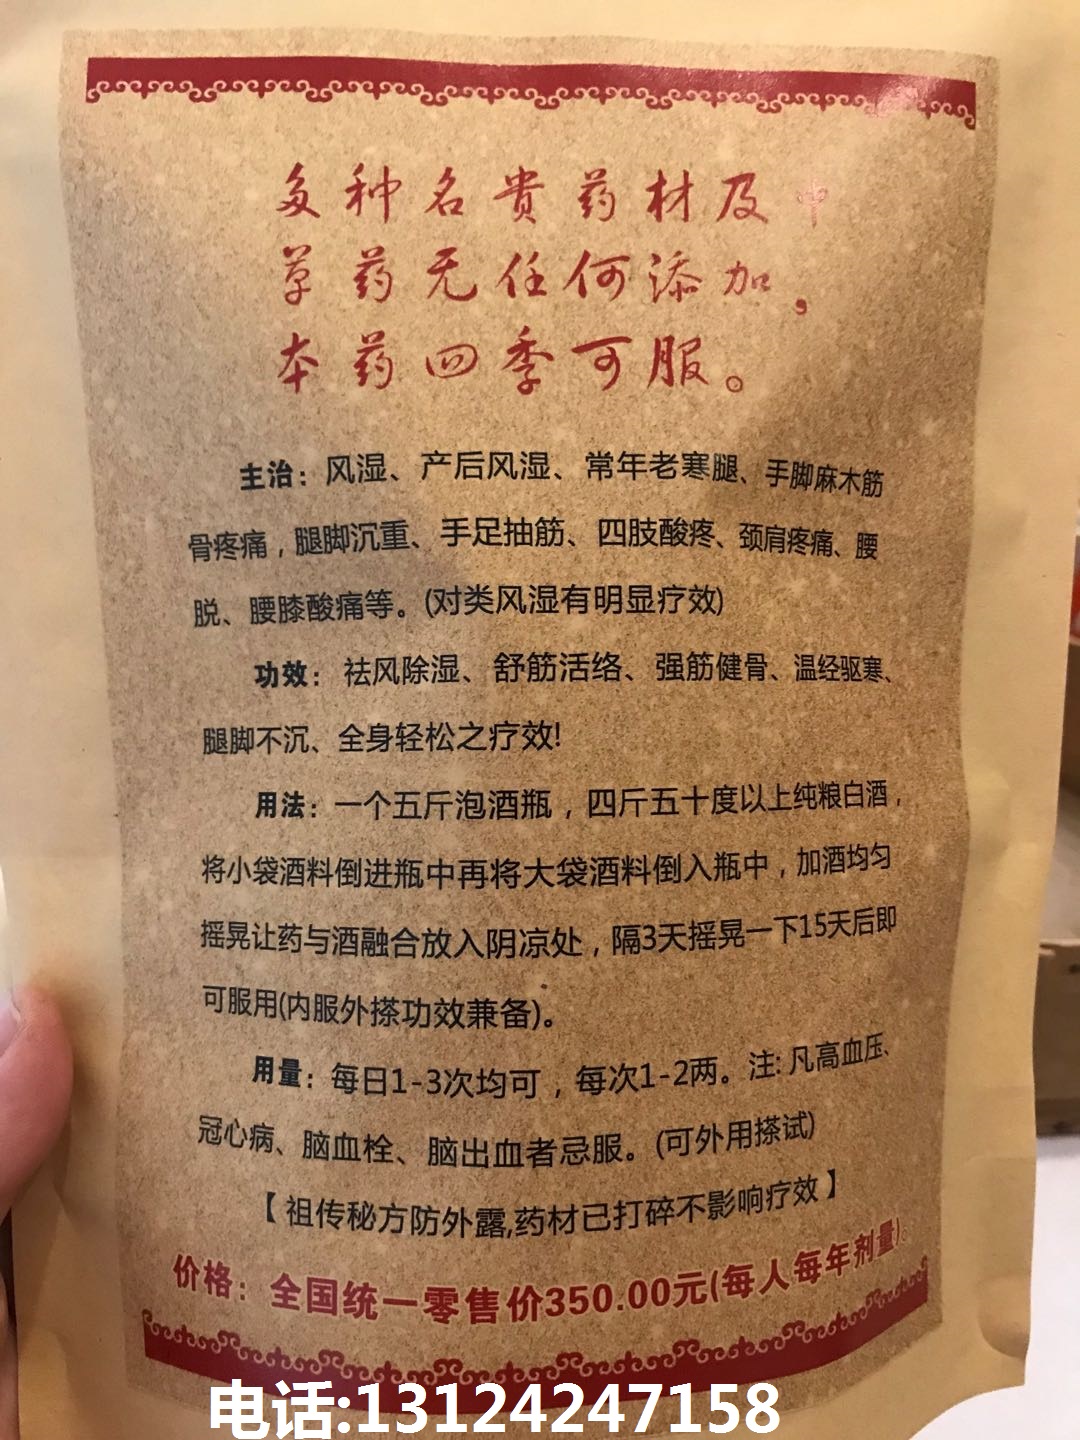 多种名贵药材及中
草药无任何添加，
本药四季可服。
主治：风湿、产后风湿、常年老寒腿、手脚麻木筋
骨疼痛，腿脚沉重、手足抽筋、四肢酸疼、颈肩疼痛、腰
脱、腰膝酸痛等。(对类风湿有明显疗效)
功效：祛风除湿、舒筋活络、强筋健骨、温经驱寒、
腿脚不沉、全身轻松之疗效!
用法：一个五斤泡酒瓶，四斤五十度以上纯粮白酒，
将小袋酒料倒进瓶中再将大袋酒料倒入瓶中，加酒均匀
摇晃让药与酒融合放入阴凉处，隔3天摇晃一下15天后即
可服用(内服外搽功效兼备)。
用量：每日1-3次均可，每次1-2两。注：凡高血压、
冠心病、脑血栓、脑出血者忌服。(可外用搽试)
【祖传秘方防外露,药材已打碎不影响疗效】
价格：全国统一零售价350.00元(每人每年剂量)。
电话:13124247158